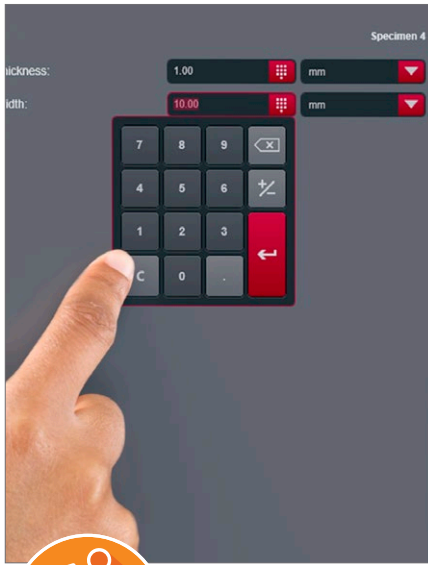 Specimen 4
hickness: 1.00 mm
idth: 10.00 mm
7 8 9
4 5 6 +/−
1 2 3
C 0 .